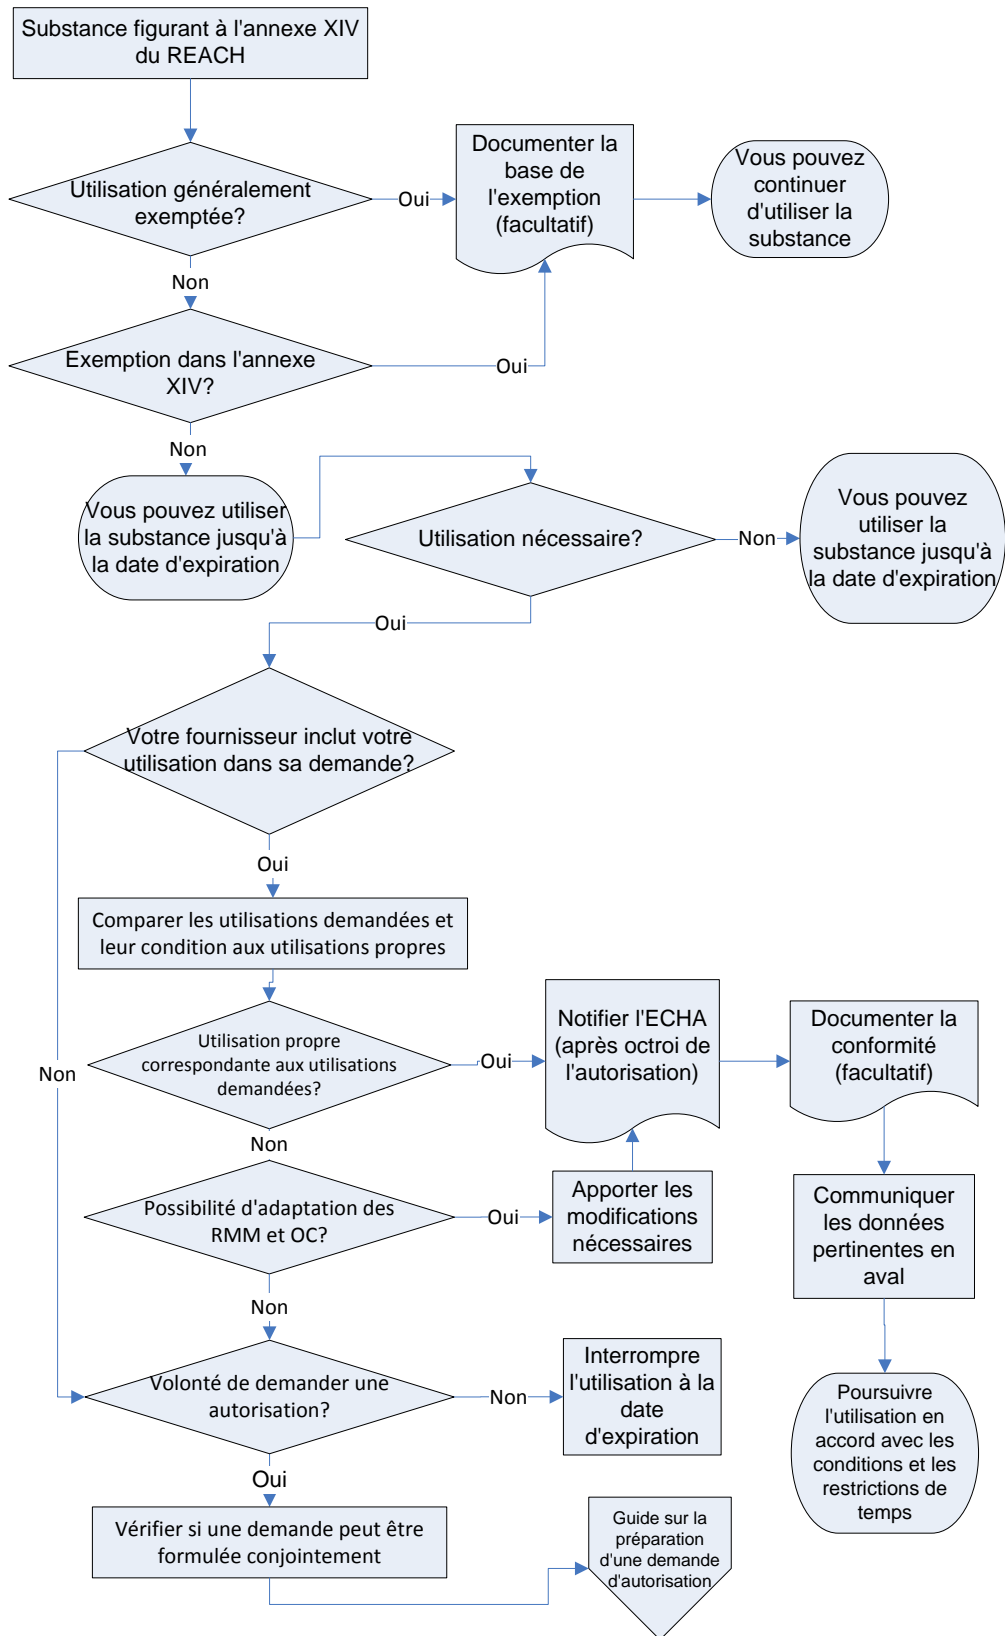 Substance figurant à l'annexe XIV
du REACH
Utilisation généralement
exemptée?
Oui
Documenter la
base de
l'exemption
(facultatif)
Vous pouvez
continuer
d'utiliser la
substance
Non
Exemption dans l'annexe
XIV?
Oui
Non
Vous pouvez utiliser
la substance jusqu'à
la date d'expiration
Utilisation nécessaire?
Non
Vous pouvez
utiliser la
substance jusqu'à
la date d'expiration
Oui
Votre fournisseur inclut votre
utilisation dans sa demande?
Oui
Comparer les utilisations demandées et
leur condition aux utilisations propres
Non
Utilisation propre
correspondante aux utilisations
demandées?
Oui
Notifier l'ECHA
(après octroi de
l'autorisation)
Documenter la
conformité
(facultatif)
Non
Possibilité d'adaptation des
RMM et OC?
Oui
Apporter les
modifications
nécessaires
Communiquer
les données
pertinentes en
aval
Non
Volonté de demander une
autorisation?
Non
Interrompre
l'utilisation à la
date
d'expiration
Poursuivre
l'utilisation en
accord avec les
conditions et les
restrictions de
temps
Oui
Vérifier si une demande peut être
formulée conjointement
Guide sur la
préparation
d'une demande
d'autorisation